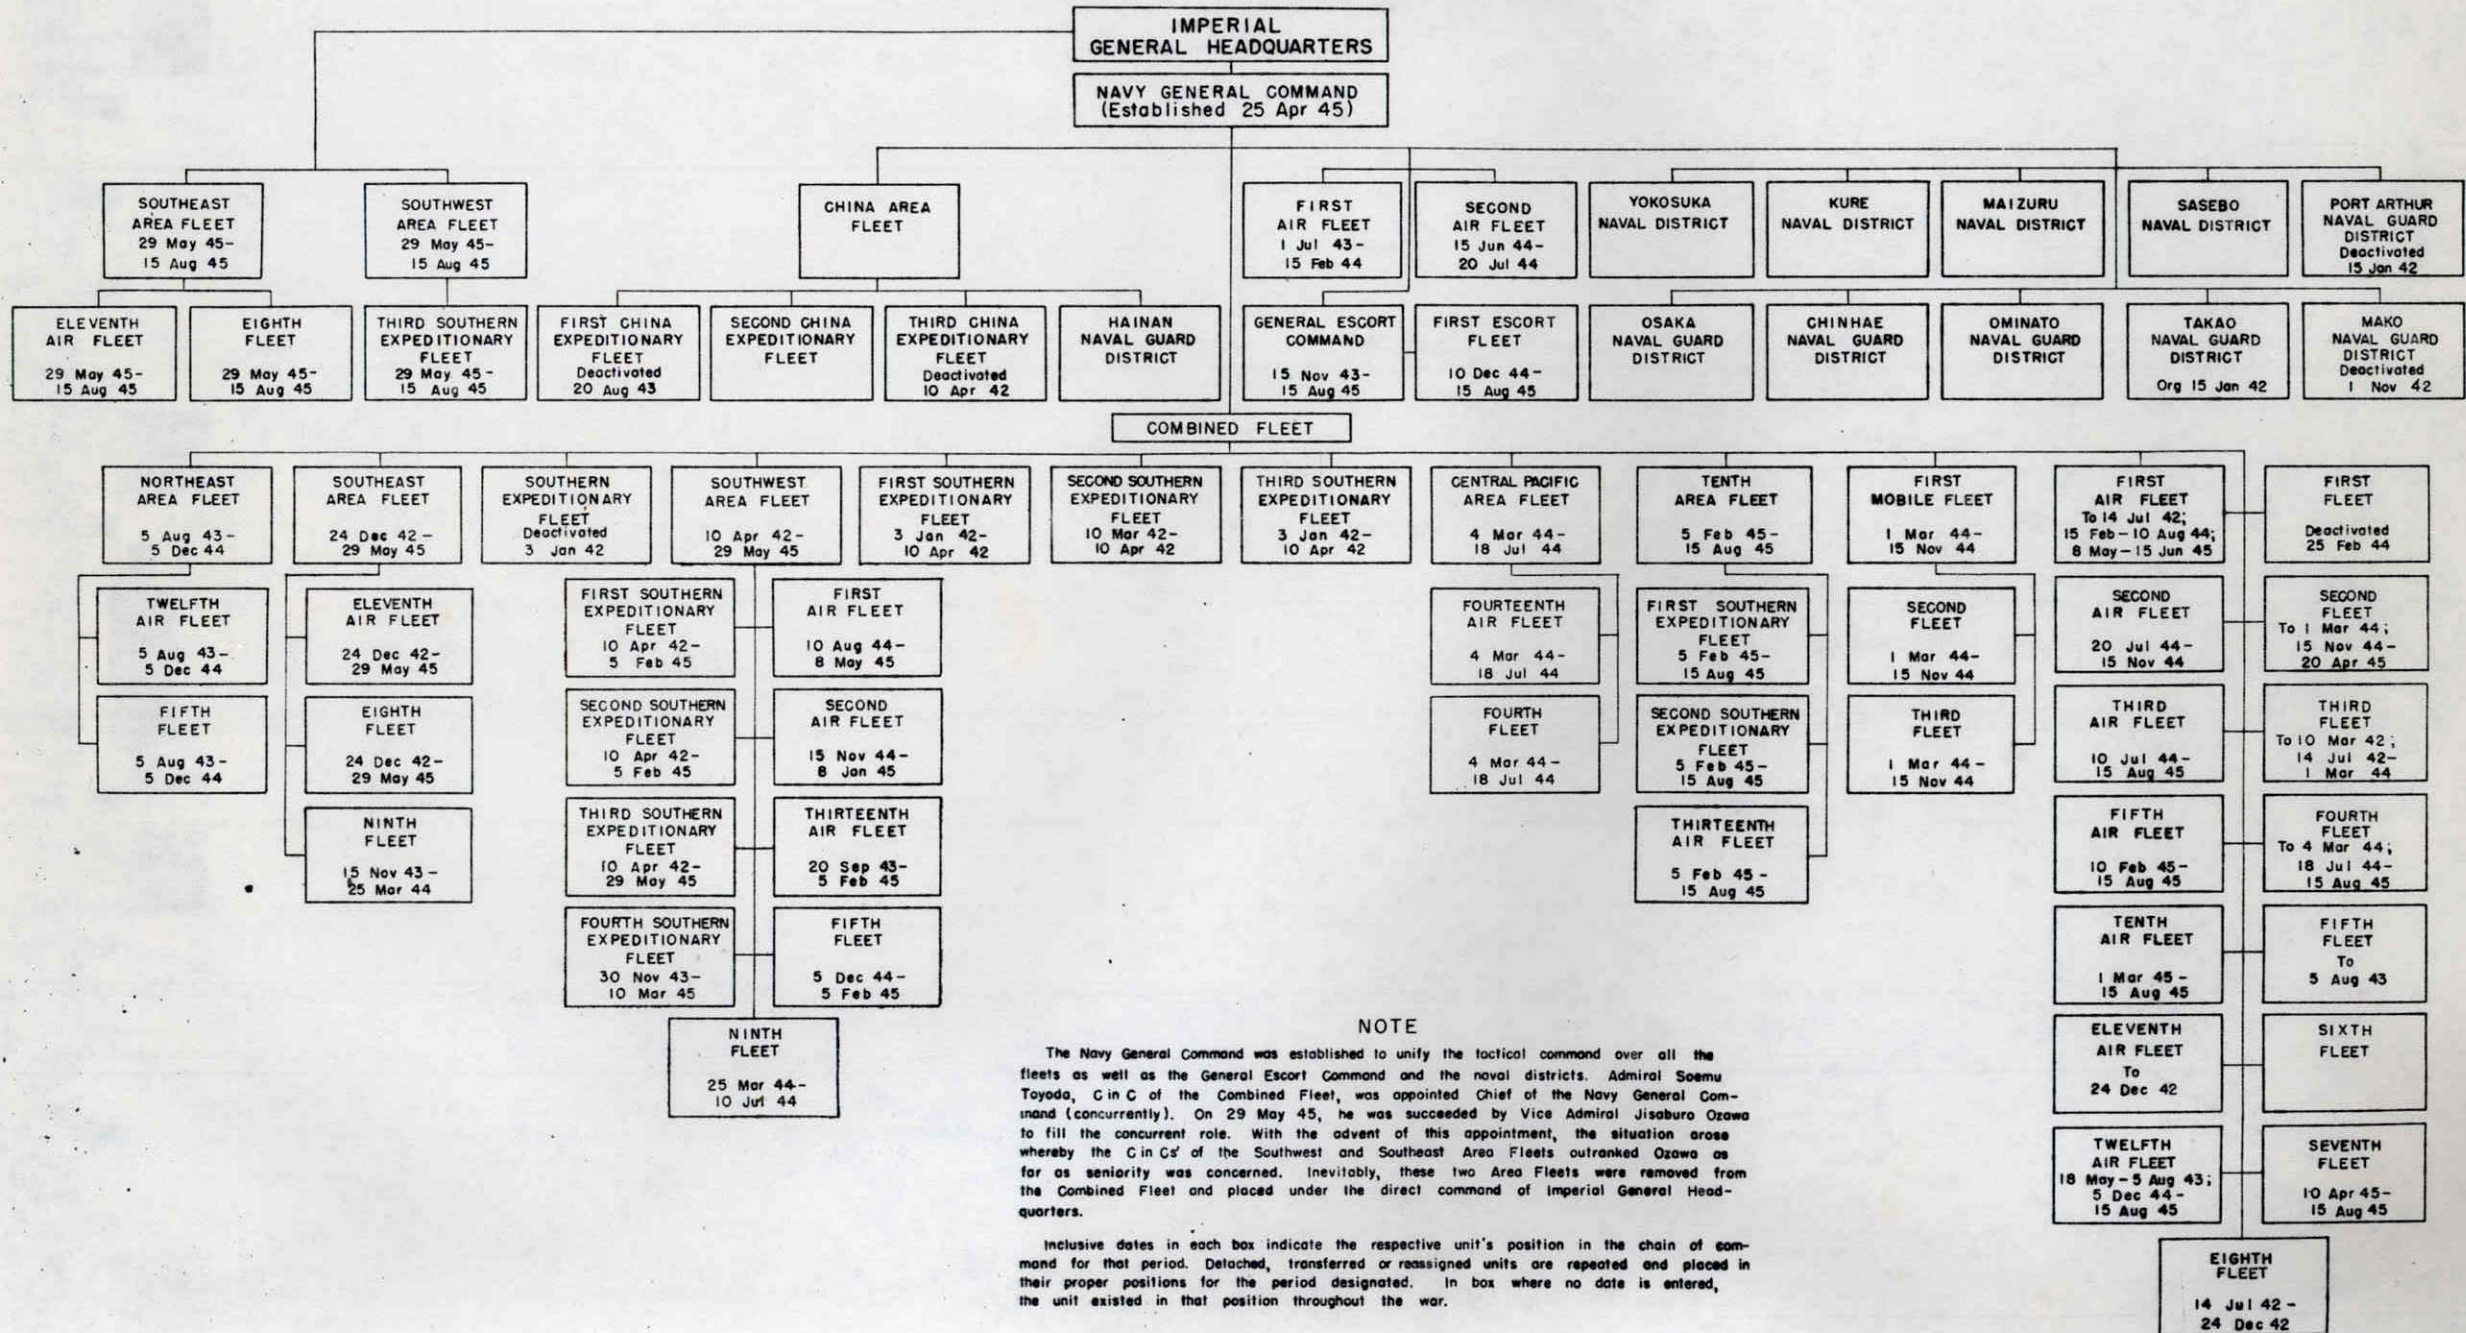 IMPERIAL
GENERAL HEADQUARTERS
NAVY GENERAL COMMAND
(Established 25 Apr 45)
SOUTHEAST
AREA FLEET
29 May 45-
15 Aug 45
SOUTHWEST
AREA FLEET
29 May 45-
15 Aug 45
CHINA AREA
FLEET
FIRST
AIR FLEET
1 Jul 43-
15 Feb 44
SECOND
AIR FLEET
15 Jun 44-
20 Jul 44
YOKOSUKA
NAVAL DISTRICT
KURE
NAVAL DISTRICT
MAIZURU
NAVAL DISTRICT
SASEBO
NAVAL DISTRICT
PORT ARTHUR
NAVAL GUARD
DISTRICT
Deactivated
15 Jan 42
ELEVENTH
AIR FLEET
29 May 45-
15 Aug 45
EIGHTH
FLEET
29 May 45-
15 Aug 45
THIRD SOUTHERN
EXPEDITIONARY
FLEET
29 May 45-
15 Aug 45
FIRST CHINA
EXPEDITIONARY
FLEET
Deactivated
20 Aug 43
SECOND CHINA
EXPEDITIONARY
FLEET
THIRD CHINA
EXPEDITIONARY
FLEET
Deactivated
10 Apr 42
HAINAN
NAVAL GUARD
DISTRICT
GENERAL ESCORT
COMMAND
15 Nov 43-
15 Aug 45
FIRST ESCORT
FLEET
10 Dec 44-
15 Aug 45
OSAKA
NAVAL GUARD
DISTRICT
CHINHAE
NAVAL GUARD
DISTRICT
OMINATO
NAVAL GUARD
DISTRICT
TAKAO
NAVAL GUARD
DISTRICT
Org 15 Jan 42
MAKO
NAVAL GUARD
DISTRICT
Deactivated
1 Nov 42
COMBINED FLEET
NORTHEAST
AREA FLEET
5 Aug 43-
5 Dec 44
SOUTHEAST
AREA FLEET
24 Dec 42-
29 May 45
SOUTHERN
EXPEDITIONARY
FLEET
Deactivated
3 Jan 42
SOUTHWEST
AREA FLEET
10 Apr 42-
29 May 45
FIRST SOUTHERN
EXPEDITIONARY
FLEET
3 Jan 42-
10 Apr 42
SECOND SOUTHERN
EXPEDITIONARY
FLEET
10 Mar 42-
10 Apr 42
THIRD SOUTHERN
EXPEDITIONARY
FLEET
3 Jan 42-
10 Apr 42
CENTRAL PACIFIC
AREA FLEET
4 Mar 44-
18 Jul 44
TENTH
AREA FLEET
5 Feb 45-
15 Aug 45
FIRST
MOBILE FLEET
1 Mar 44-
15 Nov 44
FIRST
AIR FLEET
To 14 Jul 42;
15 Feb-10 Aug 44;
8 May-15 Jun 45
FIRST
FLEET
Deactivated
25 Feb 44
TWELFTH
AIR FLEET
5 Aug 43-
5 Dec 44
ELEVENTH
AIR FLEET
24 Dec 42-
29 May 45
FIRST SOUTHERN
EXPEDITIONARY
FLEET
10 Apr 42-
5 Feb 45
FIRST
AIR FLEET
10 Aug 44-
8 May 45
FOURTEENTH
AIR FLEET
4 Mar 44-
18 Jul 44
FIRST SOUTHERN
EXPEDITIONARY
FLEET
5 Feb 45-
15 Aug 45
SECOND
FLEET
1 Mar 44-
15 Nov 44
SECOND
AIR FLEET
20 Jul 44-
15 Nov 44
SECOND
FLEET
To 1 Mar 44;
15 Nov 44-
20 Apr 45
FIFTH
FLEET
5 Aug 43-
5 Dec 44
EIGHTH
FLEET
24 Dec 42-
29 May 45
SECOND SOUTHERN
EXPEDITIONARY
FLEET
10 Apr 42-
5 Feb 45
SECOND
AIR FLEET
15 Nov 44-
8 Jan 45
FOURTH
FLEET
4 Mar 44-
18 Jul 44
SECOND SOUTHERN
EXPEDITIONARY
FLEET
5 Feb 45-
15 Aug 45
THIRD
FLEET
1 Mar 44-
15 Nov 44
THIRD
AIR FLEET
10 Jul 44-
15 Aug 45
THIRD
FLEET
To 10 Mar 42;
14 Jul 42-
1 Mar 44
NINTH
FLEET
15 Nov 43-
25 Mar 44
THIRD SOUTHERN
EXPEDITIONARY
FLEET
10 Apr 42-
29 May 45
THIRTEENTH
AIR FLEET
20 Sep 43-
5 Feb 45
THIRTEENTH
AIR FLEET
5 Feb 45-
15 Aug 45
FIFTH
AIR FLEET
10 Feb 45-
15 Aug 45
FOURTH
FLEET
To 4 Mar 44;
18 Jul 44-
15 Aug 45
FOURTH SOUTHERN
EXPEDITIONARY
FLEET
30 Nov 43-
10 Mar 45
FIFTH
FLEET
5 Dec 44-
5 Feb 45
TENTH
AIR FLEET
1 Mar 45-
15 Aug 45
FIFTH
FLEET
To
5 Aug 43
NINTH
FLEET
25 Mar 44-
10 Jul 44
ELEVENTH
AIR FLEET
To
24 Dec 42
SIXTH
FLEET
TWELFTH
AIR FLEET
18 May-5 Aug 43;
5 Dec 44-
15 Aug 45
SEVENTH
FLEET
10 Apr 45-
15 Aug 45
EIGHTH
FLEET
14 Jul 42-
24 Dec 42
NOTE
The Navy General Command was established to unify the tactical command over all the
fleets as well as the General Escort Command and the naval districts. Admiral Soemu
Toyoda, C in C of the Combined Fleet, was appointed Chief of the Navy General Com-
mand (concurrently). On 29 May 45, he was succeeded by Vice Admiral Jisaburo Ozawa
to fill the concurrent role. With the advent of this appointment, the situation arose
whereby the C in Cs' of the Southwest and Southeast Area Fleets outranked Ozawa as
far as seniority was concerned. Inevitably, these two Area Fleets were removed from
the Combined Fleet and placed under the direct command of Imperial General Head-
quarters.
Inclusive dates in each box indicate the respective unit's position in the chain of com-
mand for that period. Detached, transferred or reassigned units are repeated and placed in
their proper positions for the period designated. In box where no date is entered,
the unit existed in that position throughout the war.